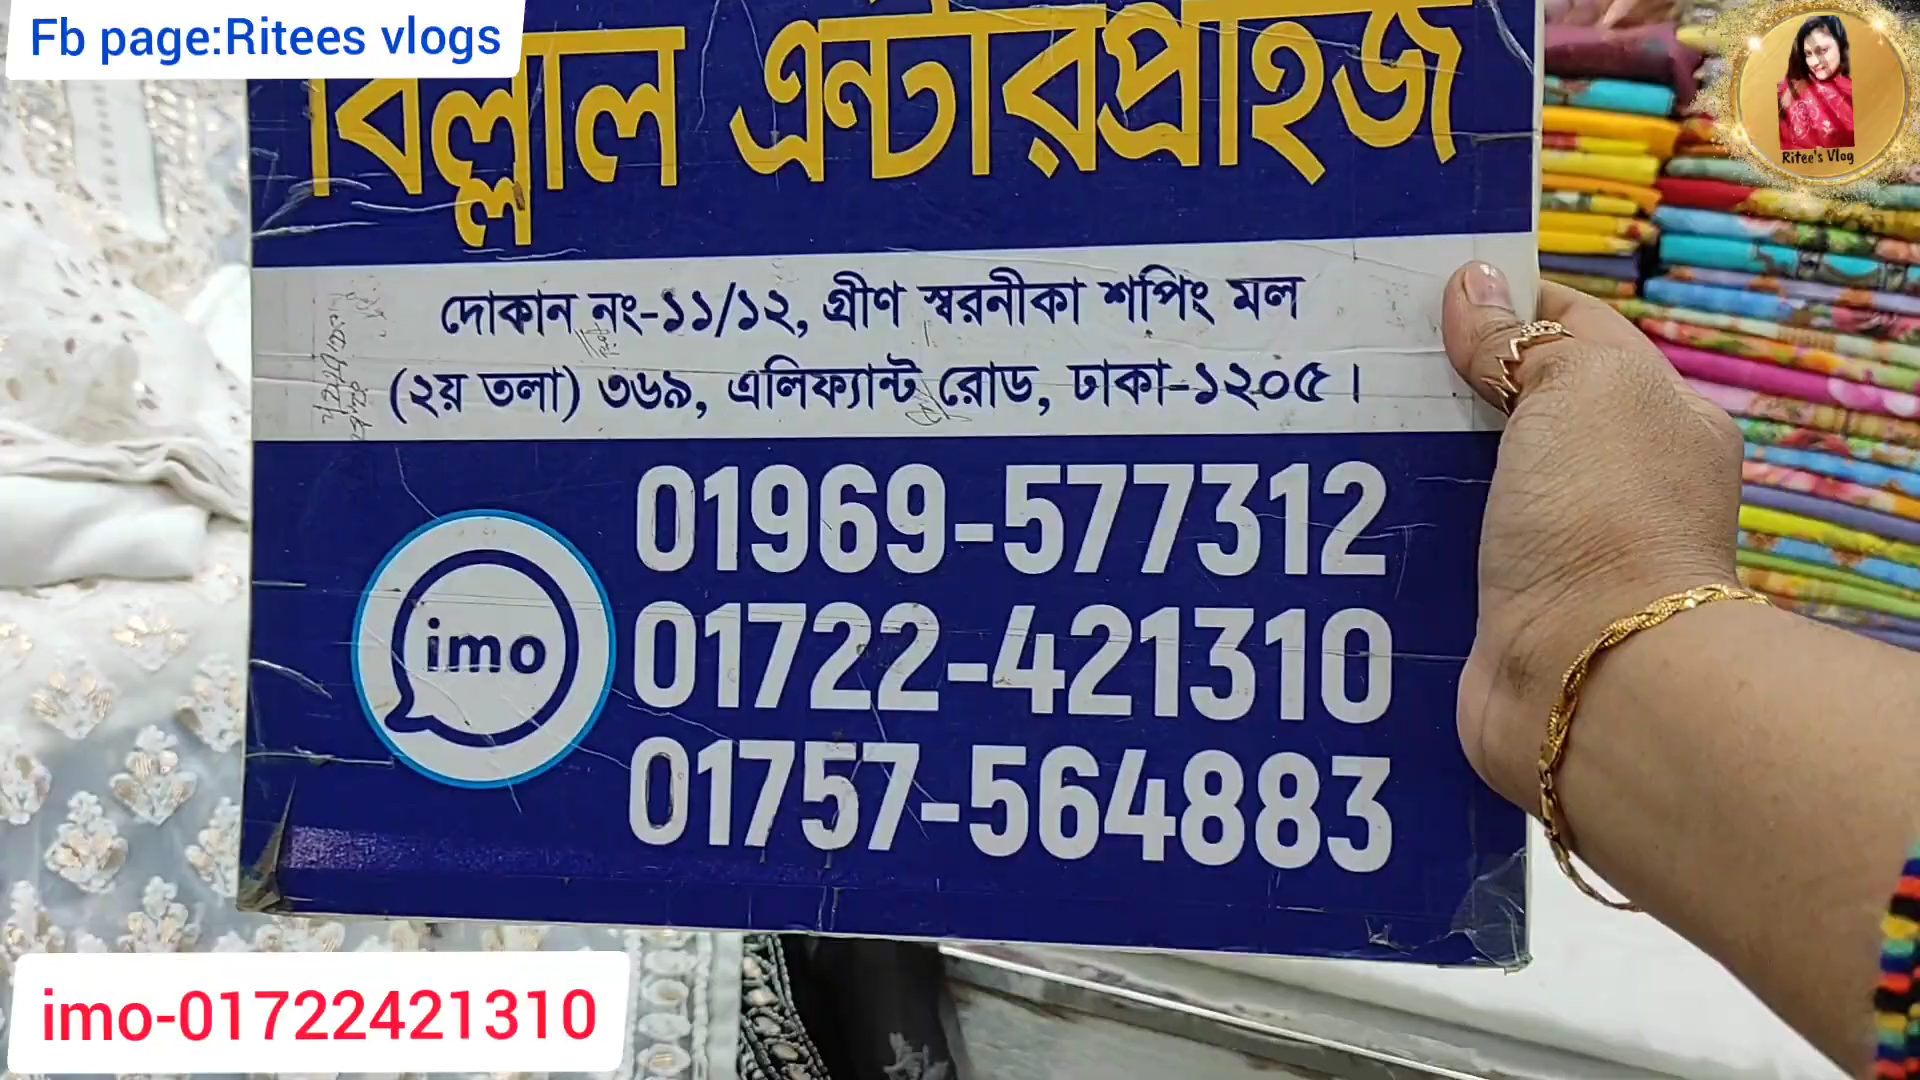 Fb page:Ritees vlogs
Ritee's Vlog
বিল্লাল এন্টারপ্রাইজ
দোকান নং-১১/১২, গ্রীণ স্বরনীকা শপিং মল
(২য় তলা) ৩৬৯, এলিফ্যান্ট রোড, ঢাকা-১২০৫।
imo
01969-577312
01722-421310
01757-564883
imo-01722421310